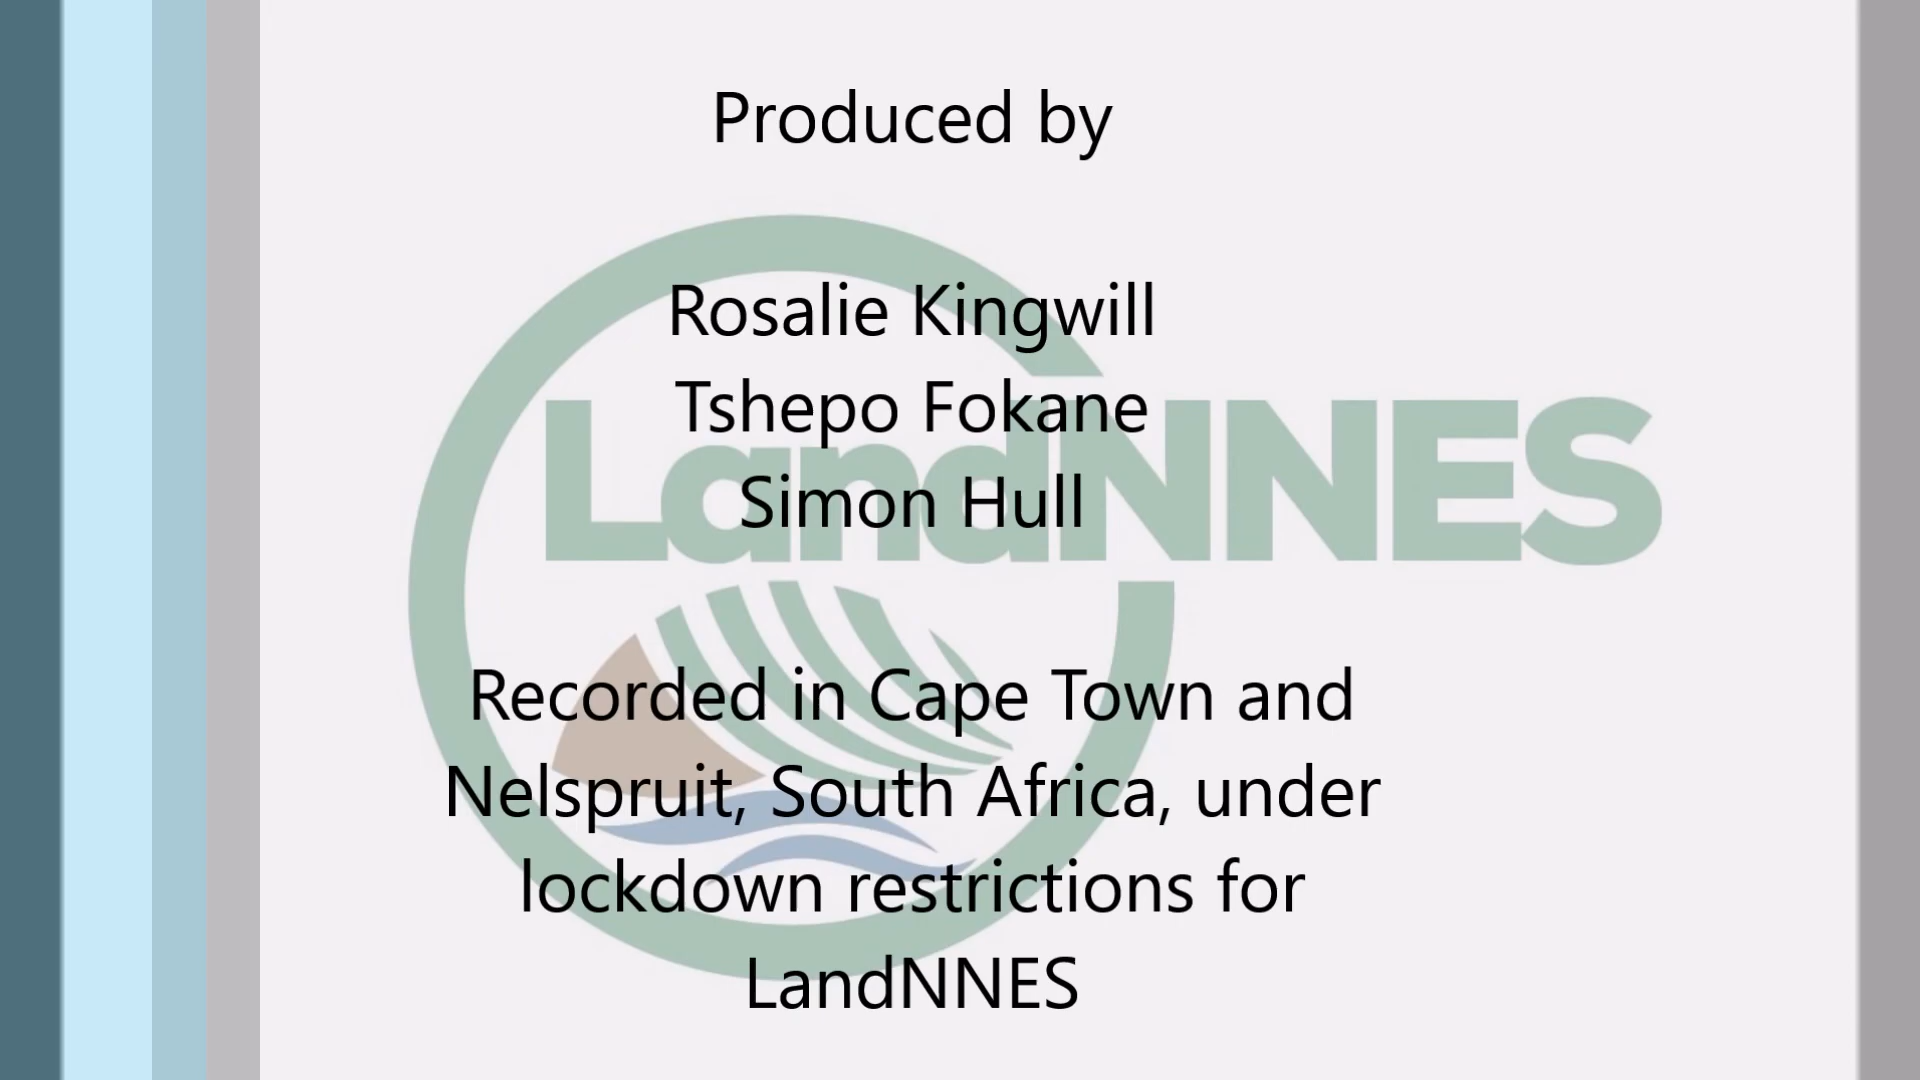 Produced by
Rosalie Kingwill
Tshepo Fokane
Simon Hull
LandNNES
Recorded in Cape Town and
Nelspruit, South Africa, under
lockdown restrictions for
LandNNES